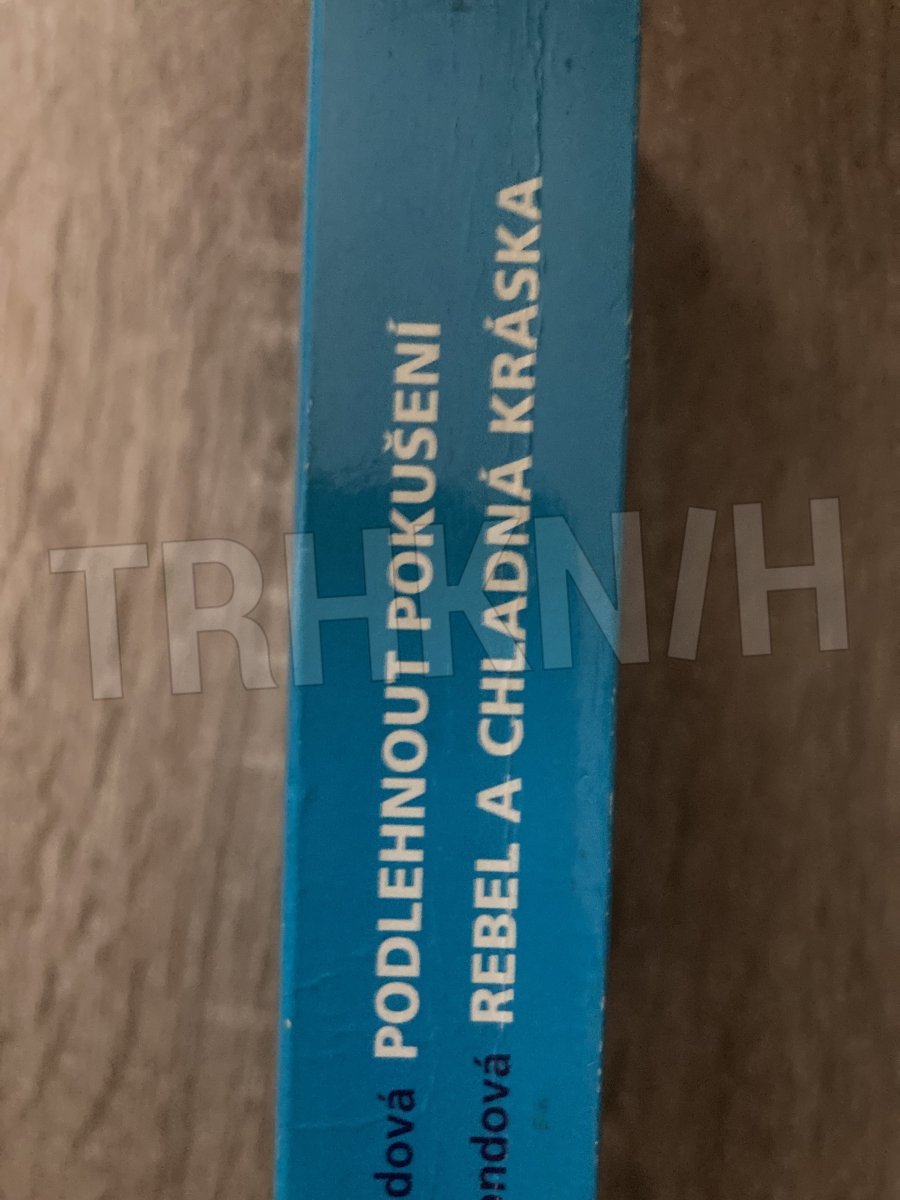 dová PODLEHNOUT POKUŠENÍ
endová REBEL A CHLADNÁ KRÁSKA
TRHKNIH